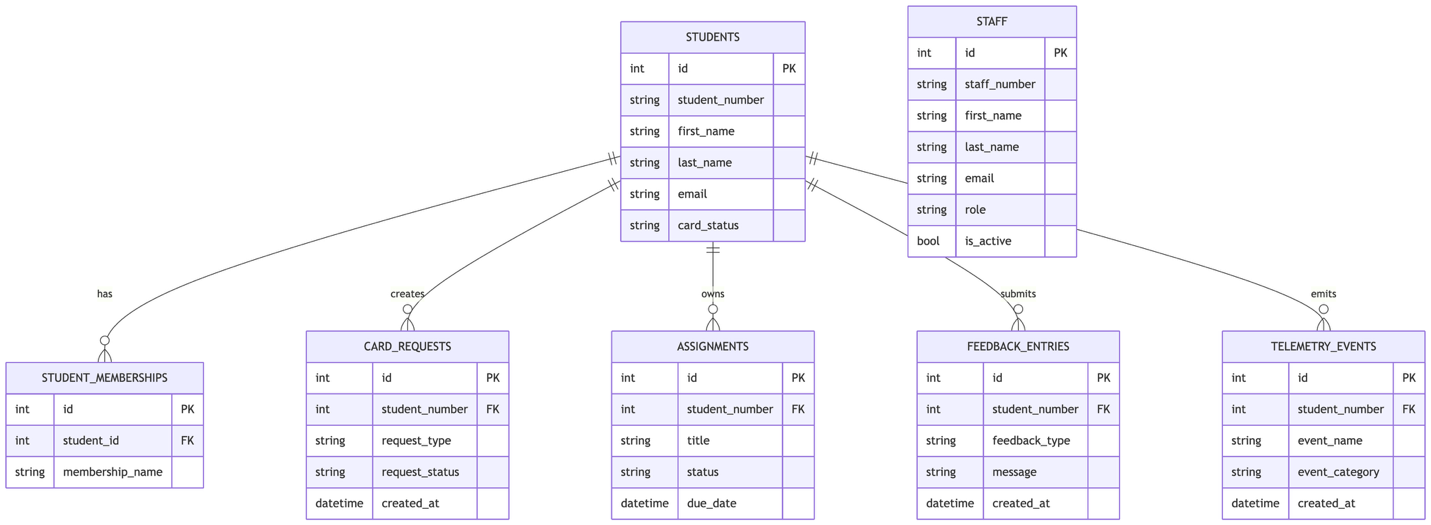 STUDENTS
int id PK
string student_number
string first_name
string last_name
string email
string card_status
STAFF
int id PK
string staff_number
string first_name
string last_name
string email
string role
bool is_active
has
creates
owns
submits
emits
STUDENT_MEMBERSHIPS
int id PK
int student_id FK
string membership_name
CARD_REQUESTS
int id PK
int student_number FK
string request_type
string request_status
datetime created_at
ASSIGNMENTS
int id PK
int student_number FK
string title
string status
datetime due_date
FEEDBACK_ENTRIES
int id PK
int student_number FK
string feedback_type
string message
datetime created_at
TELEMETRY_EVENTS
int id PK
int student_number FK
string event_name
string event_category
datetime created_at